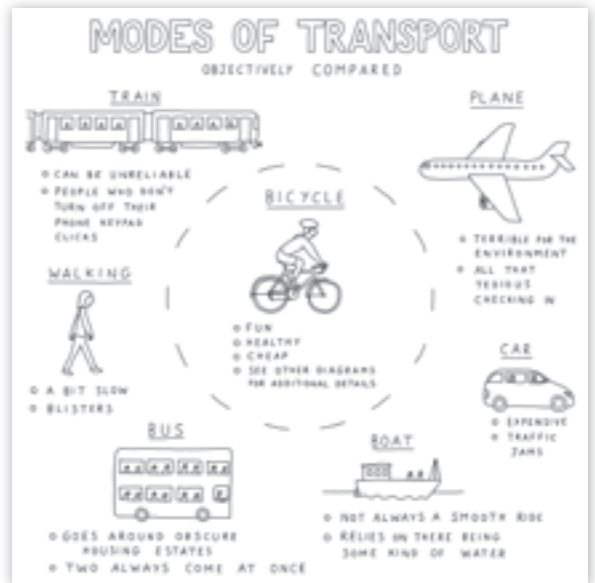 MODES OF TRANSPORT
OBJECTIVELY COMPARED
TRAIN
CAN BE UNRELIABLE
PEOPLE WHO DON'T
TURN OFF THEIR
PHONE KEYPAD
CLICKS
PLANE
TERRIBLE FOR THE
ENVIRONMENT
ALL THAT
TEDIOUS
CHECKING IN
BICYCLE
FUN
HEALTHY
CHEAP
SEE OTHER DIAGRAMS
FOR ADDITIONAL DETAILS
WALKING
A BIT SLOW
BLISTERS
CAR
EXPENSIVE
TRAFFIC
JAMS
BUS
GOES AROUND OBSCURE
HOUSING ESTATES
TWO ALWAYS COME AT ONCE
BOAT
NOT ALWAYS A SMOOTH RIDE
RELIES ON THERE BEING
SOME KIND OF WATER